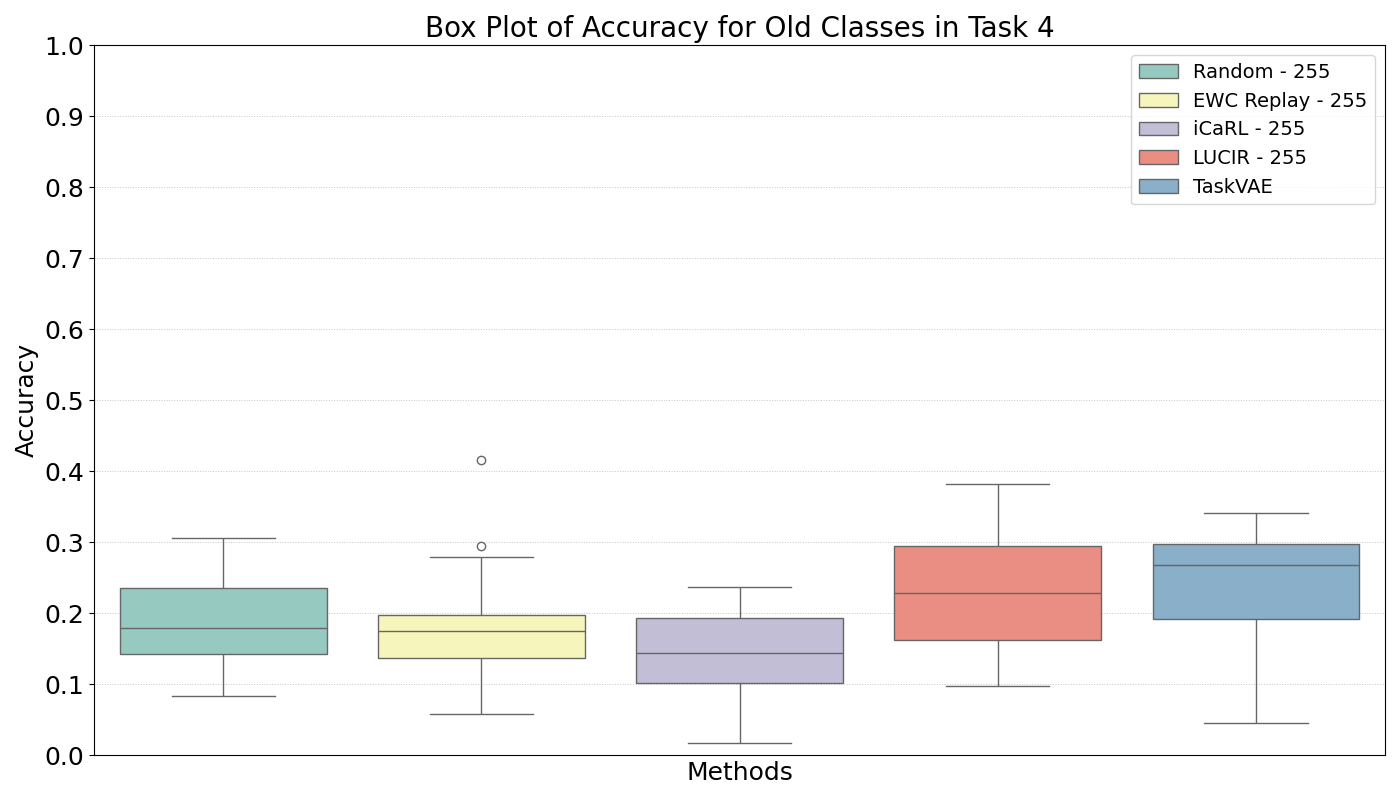 Box Plot of Accuracy for Old Classes in Task 4
1.0
0.9
0.8
0.7
0.6
0.5
0.4
0.3
0.2
0.1
0.0
Accuracy
Methods
Random - 255
EWC Replay - 255
iCaRL - 255
LUCIR - 255
TaskVAE